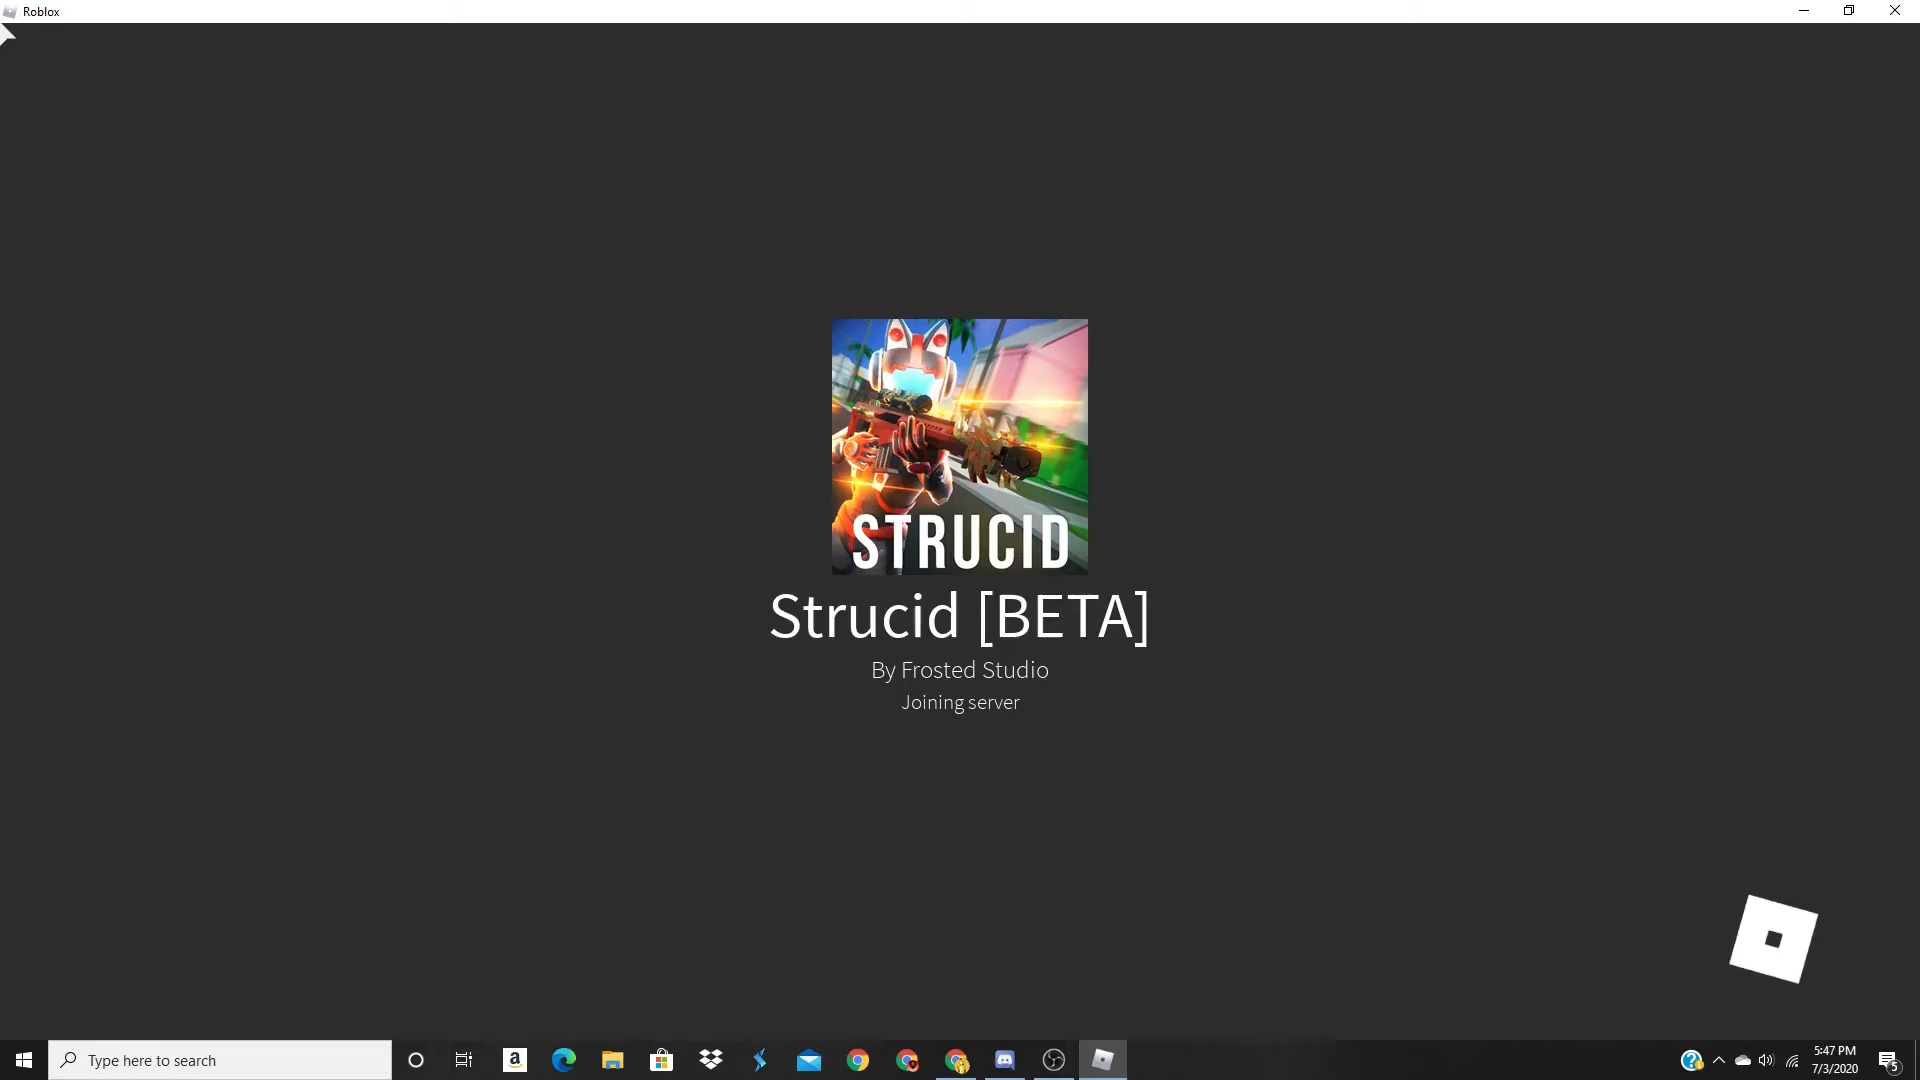 Roblox
STRUCID
Strucid [BETA]
By Frosted Studio
Joining server
Type here to search
a
5:47 PM
7/3/2020
5